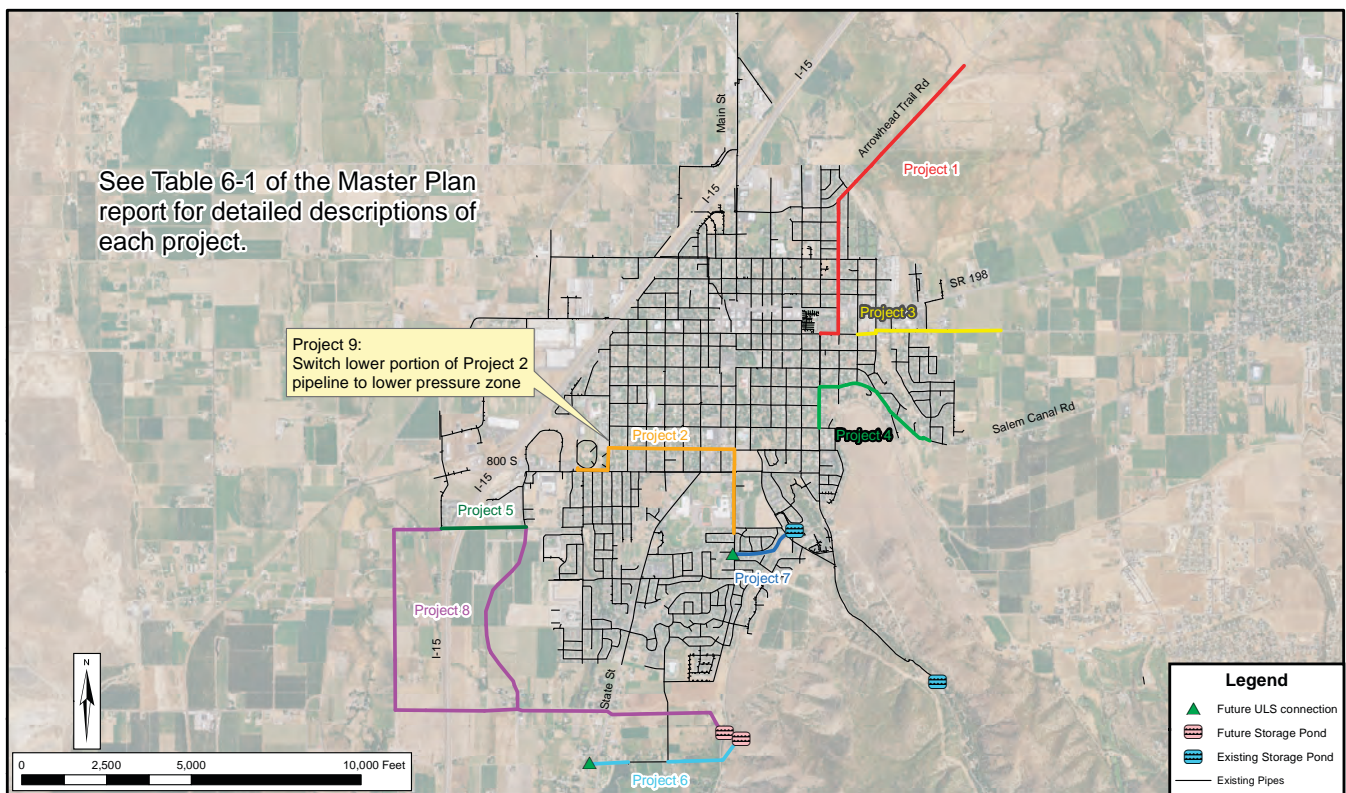 I-15
Main St
Arrowhead Trail Rd
Project 1
See Table 6-1 of the Master Plan
report for detailed descriptions of
each project.
I-15
SR 198
Project 3
Project 9:
Switch lower portion of Project 2
pipeline to lower pressure zone
Salem Canal Rd
Project 2
Project 4
800 S
I-15
Project 5
Project 7
Project 8
I-15
State St
Project 6
N
0 2,500 5,000 10,000 Feet
Legend
Future ULS connection
Future Storage Pond
Existing Storage Pond
Existing Pipes